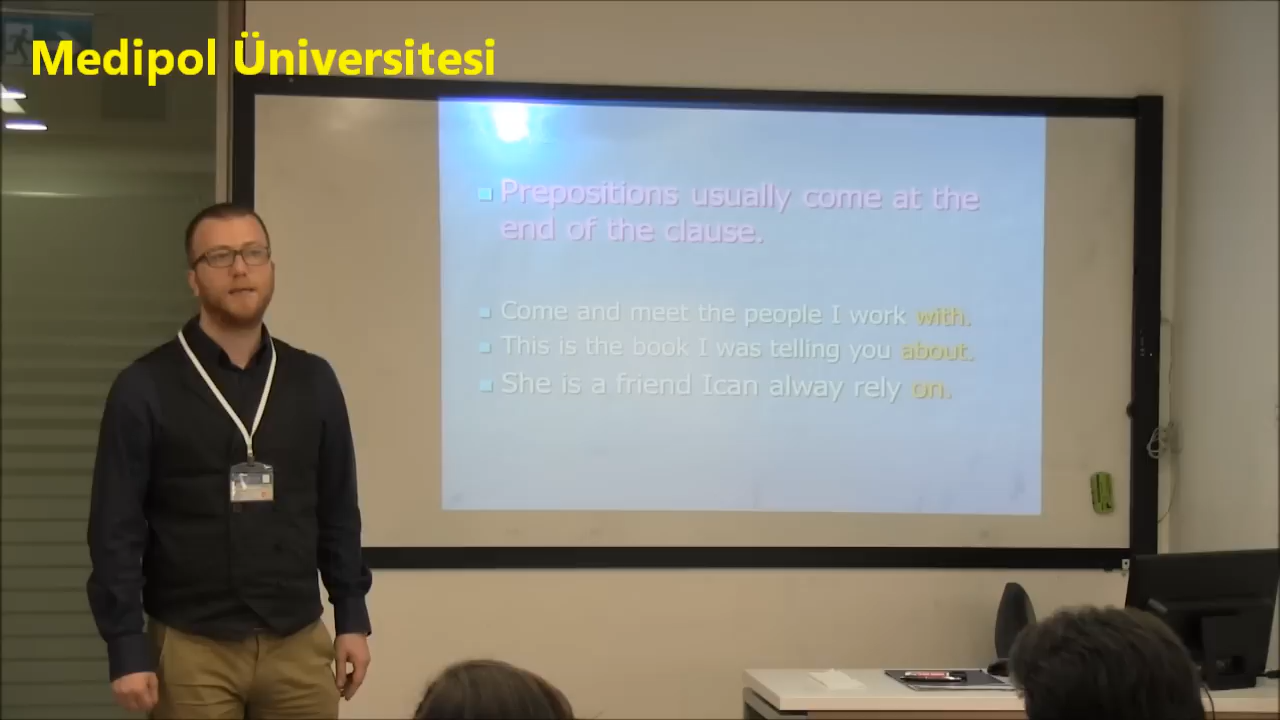 Medipol Üniversitesi
Prepositions usually come at the
end of the clause.
Come and meet the people I work with.
This is the book I was telling you about.
She is a friend Ican alway rely on.